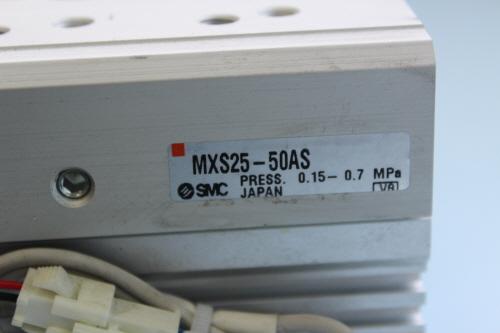 MXS25-50AS
SMC PRESS. 0.15-0.7 MPa
JAPAN